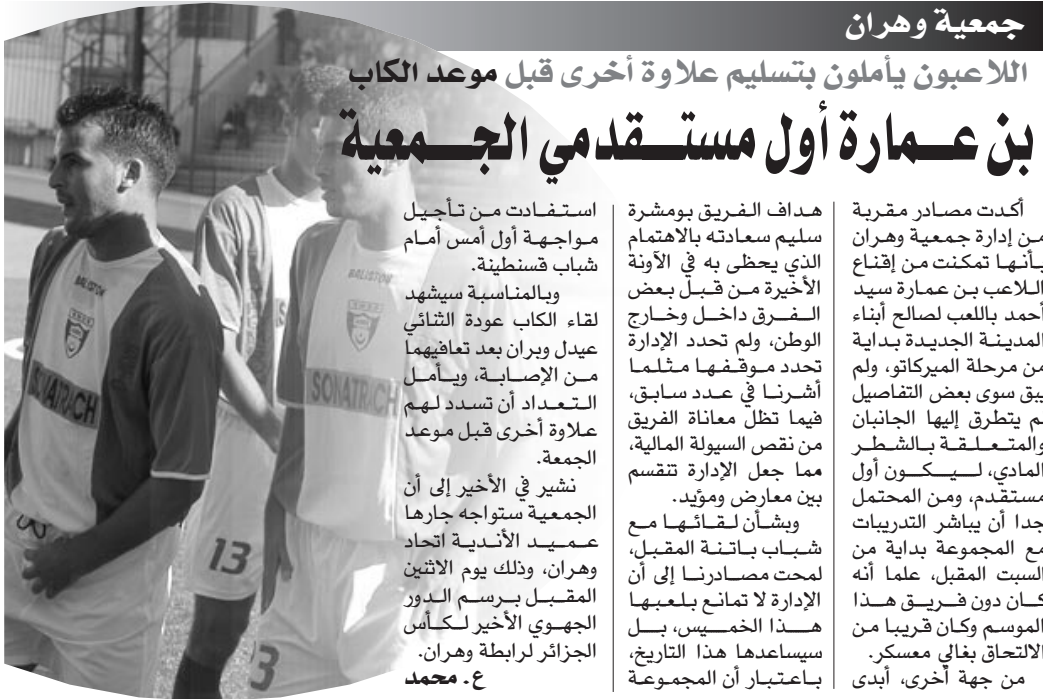 جمعية وهران
اللاعبون يأملون بتسليم علاوة أخرى قبل موعد الكاب
بن عمارة أول مستقدمي الجمعية
أكدت مصادر مقربة
من إدارة جمعية وهران
بأنها تمكنت من إقناع
اللاعب بن عمارة سيد
أحمد باللعب لصالح أبناء
المدينة الجديدة بداية
من مرحلة الميركاتو، ولم
يبق سوى بعض التفاصيل
لم يتطرق إليها الجانبان
والمتعلقة بالشطر
المادي، ليكون أول
مستقدم، ومن المحتمل
جدا أن يباشر التدريبات
مع المجموعة بداية من
السبت المقبل، علما أنه
كان دون فريق هذا
الموسم وكان قريبا من
الالتحاق بغالي معسكر.
من جهة أخرى، أبدى
هداف الفريق بومشرة
سليم سعادته بالاهتمام
الذي يحظى به في الآونة
الأخيرة من قبل بعض
الفرق داخل وخارج
الوطن، ولم تحدد الإدارة
تحدد موقفها مثلما
أشرنا في عدد سابق،
فيما تظل معاناة الفريق
من نقص السيولة المالية،
مما جعل الإدارة تنقسم
بين معارض ومؤيد.
وبشأن لقائها مع
شباب باتنة المقبل،
لمحت مصادرنا إلى أن
الإدارة لا تمانع بلعبها
هذا الخميس، بل
سيساعدها هذا التاريخ،
باعتبار أن المجموعة
استفادت من تأجيل
مواجهة أول أمس أمام
شباب قسنطينة.
وبالمناسبة سيشهد
لقاء الكاب عودة الثنائي
عيدل وبران بعد تعافيهما
من الإصابة، ويأمل
التعداد أن تسدد لهم
علاوة أخرى قبل موعد
الجمعة.
نشير في الأخير إلى أن
الجمعية ستواجه جارها
عميد الأندية اتحاد
وهران، وذلك يوم الاثنين
المقبل برسم الدور
الجهوي الأخير لكأس
الجزائر لرابطة وهران.
ع. محمد
BALISTON
SONATRACH
13
BALISTON
SONATRACH
3